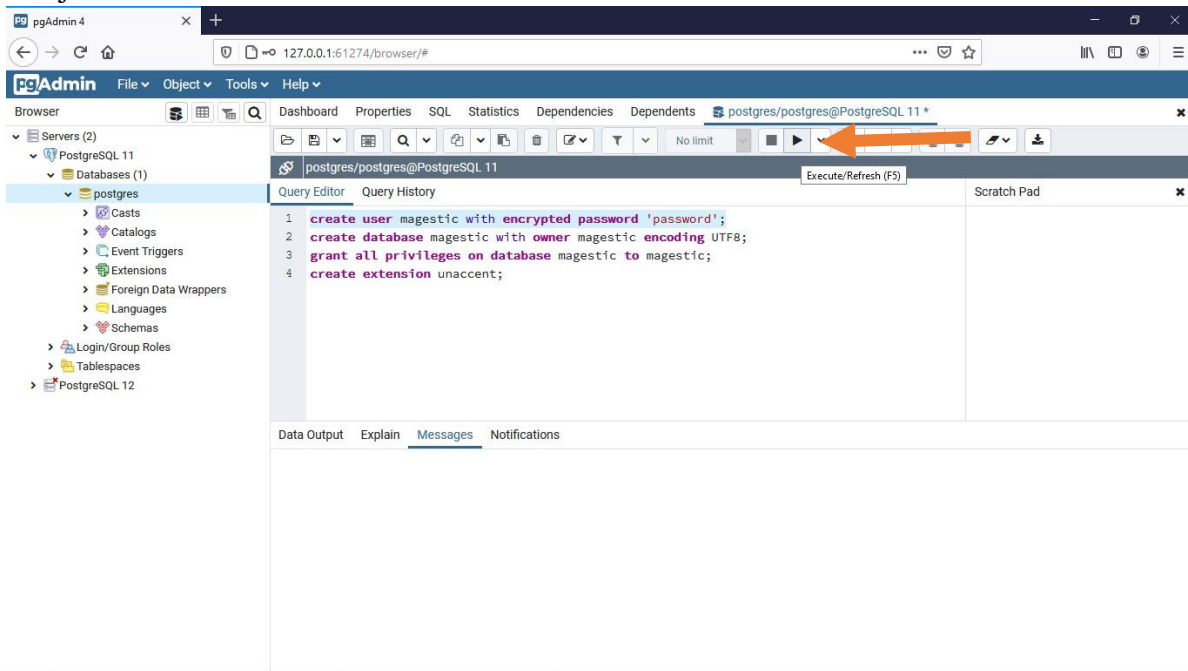 pgAdmin 4
127.0.0.1:61274/browser/#
pgAdmin File Object Tools Help
Browser
Dashboard Properties SQL Statistics Dependencies Dependents postgres/postgres@PostgreSQL 11 *
No limit
postgres/postgres@PostgreSQL 11
Execute/Refresh (F5)
Query Editor Query History
Scratch Pad
1 create user magestic with encrypted password 'password';
2 create database magestic with owner magestic encoding UTF8;
3 grant all privileges on database magestic to magestic;
4 create extension unaccent;
Servers (2)
PostgreSQL 11
Databases (1)
postgres
Casts
Catalogs
Event Triggers
Extensions
Foreign Data Wrappers
Languages
Schemas
Login/Group Roles
Tablespaces
PostgreSQL 12
Data Output Explain Messages Notifications